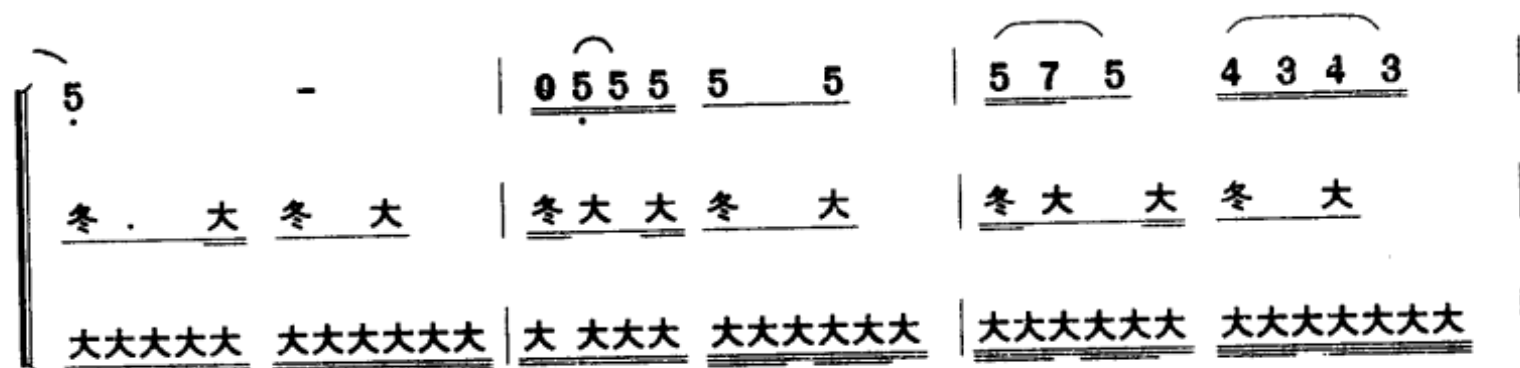 5 - | 0 5 5 5 5 5 | 5 7 5 4 3 4 3 |
冬 . 大 冬 大 | 冬 大 大 冬 大 | 冬 大 大 冬 大 |
大大大大大 大大大大大大 | 大 大大大 大大大大大大 | 大大大大大大 大大大大大大大 |